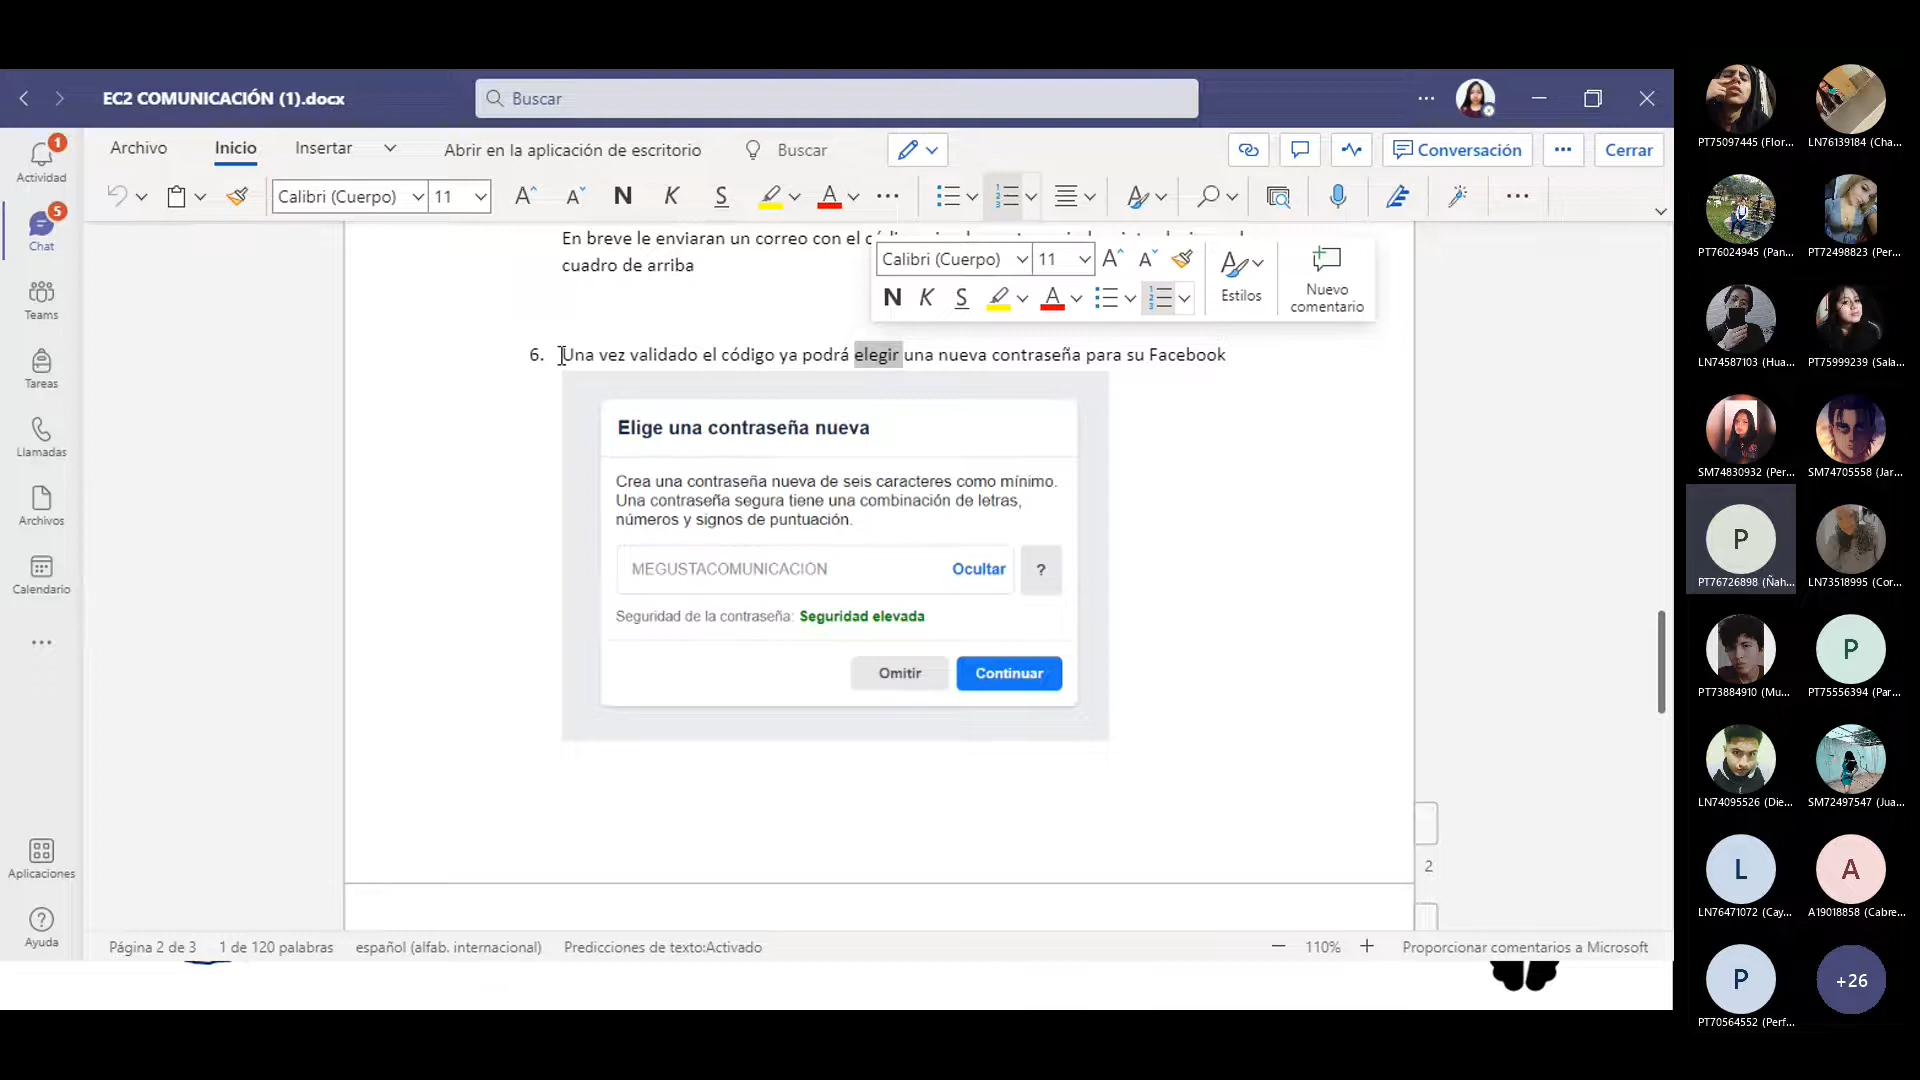 EC2 COMUNICACIÓN (1).docx
Buscar
Actividad
1
Chat
5
Teams
Tareas
Llamadas
Archivos
Calendario
Aplicaciones
Ayuda
Archivo
Inicio
Insertar
Abrir en la aplicación de escritorio
Buscar
Conversación
Cerrar
Calibri (Cuerpo)
11
N K S
En breve le enviaran un correo con el
cuadro de arriba
Calibri (Cuerpo)
11
N K S
Estilos
Nuevo
comentario
6. Una vez validado el código ya podrá elegir una nueva contraseña para su Facebook
Elige una contraseña nueva
Crea una contraseña nueva de seis caracteres como mínimo.
Una contraseña segura tiene una combinación de letras,
números y signos de puntuación.
MEGUSTACOMUNICACIÓN
Ocultar
?
Seguridad de la contraseña: Seguridad elevada
Omitir
Continuar
2
Página 2 de 3
1 de 120 palabras
español (alfab. internacional)
Predicciones de texto:Activado
110%
Proporcionar comentarios a Microsoft
PT75097445 (Flor...
LN76139184 (Cha...
PT76024945 (Pan...
PT72498823 (Per...
LN74587103 (Hua...
PT75999239 (Sala...
SM74830932 (Per...
SM74705558 (Jar...
P
PT76726898 (Ñah...
LN73518995 (Cor...
PT73884910 (Mu...
P
PT75556394 (Par...
LN74095526 (Die...
SM72497547 (Jua...
L
LN76471072 (Cay...
A
A19018858 (Cabre...
P
PT70564552 (Perf...
+26